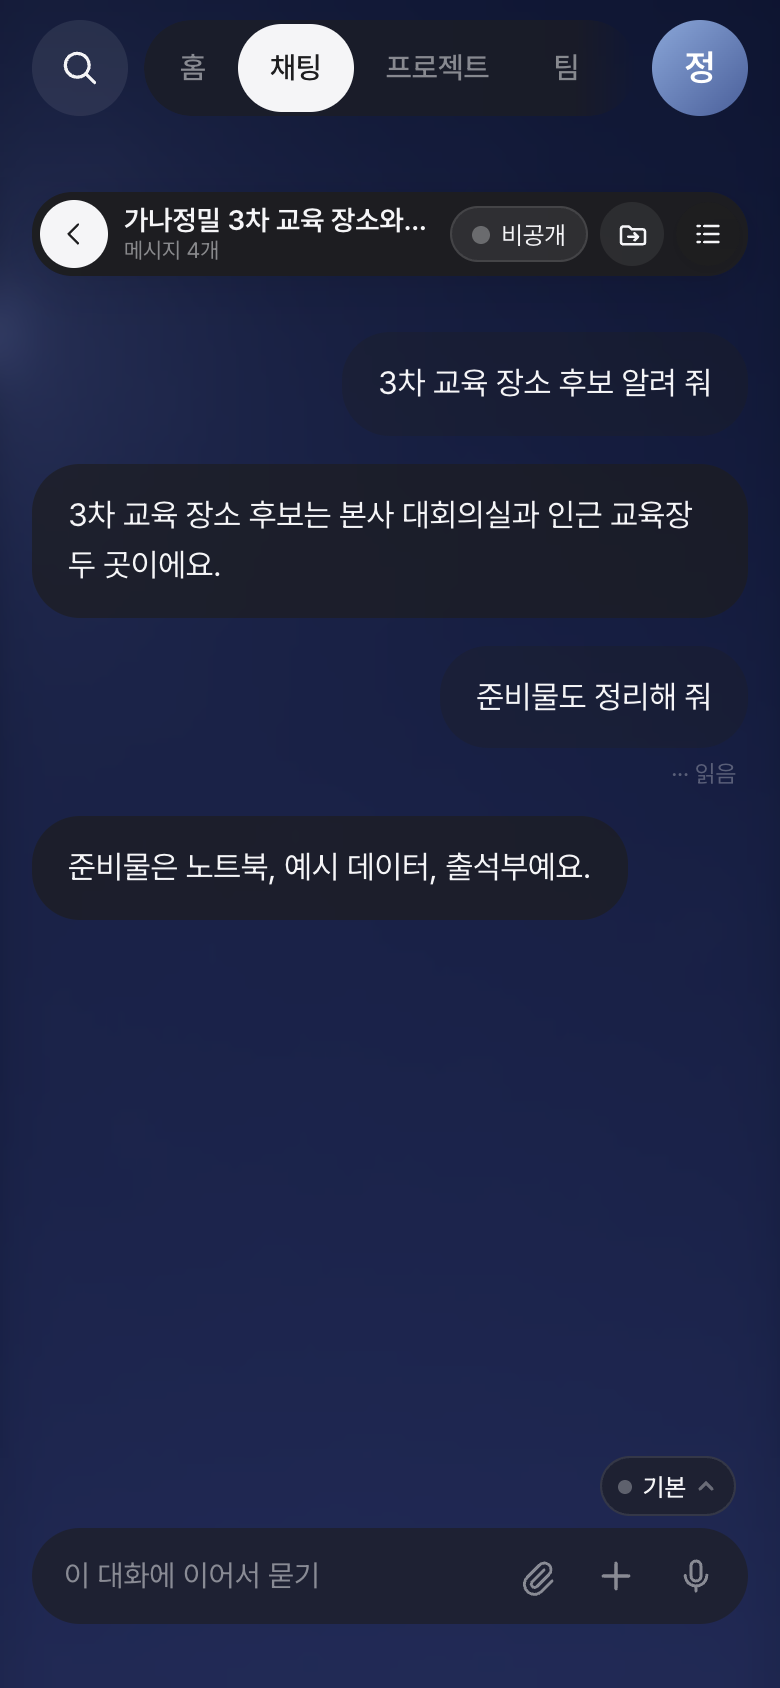 홈
채팅
프로젝트
팀
정
가나정밀 3차 교육 장소와...
메시지 4개
비공개
3차 교육 장소 후보 알려 줘
3차 교육 장소 후보는 본사 대회의실과 인근 교육장
두 곳이에요.
준비물도 정리해 줘
··· 읽음
준비물은 노트북, 예시 데이터, 출석부예요.
기본
이 대화에 이어서 묻기